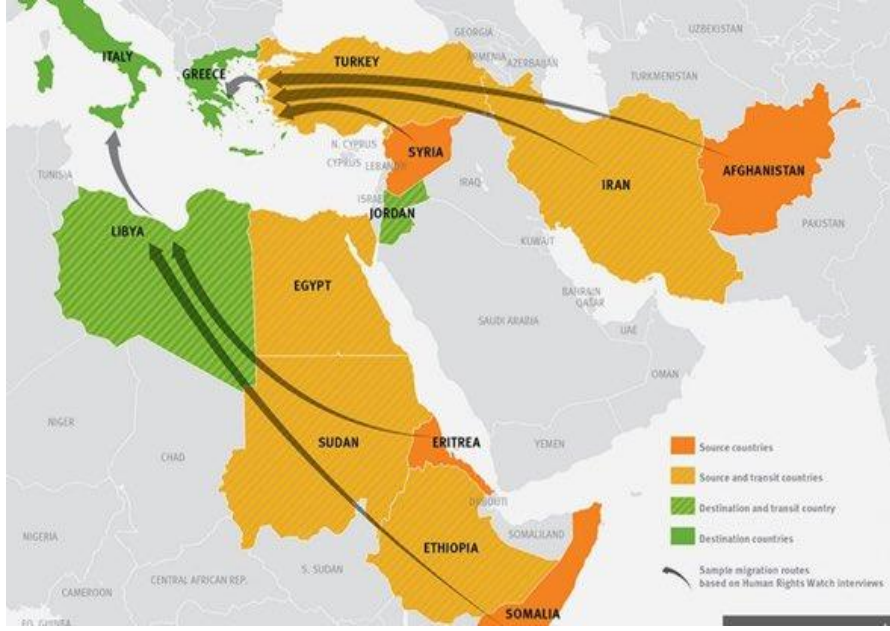 GEORGIA
UZBEKISTAN
ITALY
TURKEY
ARMENIA
AZERBAIJAN
GREECE
TURKMENISTAN
N. CYPRUS
CYPRUS
SYRIA
LEBANON
TUNISIA
AFGHANISTAN
IRAN
IRAQ
ISRAEL
JORDAN
PAKISTAN
LIBYA
KUWAIT
EGYPT
BAHRAIN
QATAR
SAUDI ARABIA
UAE
OMAN
NIGER
SUDAN
ERITREA
YEMEN
CHAD
Source countries
Source and transit countries
DJIBOUTI
Destination and transit country
NIGERIA
SOMALILAND
Destination countries
ETHIOPIA
S. SUDAN
Sample migration routes
based on Human Rights Watch interviews
CENTRAL AFRICAN REP.
CAMEROON
SOMALIA
EQ. GUINEA